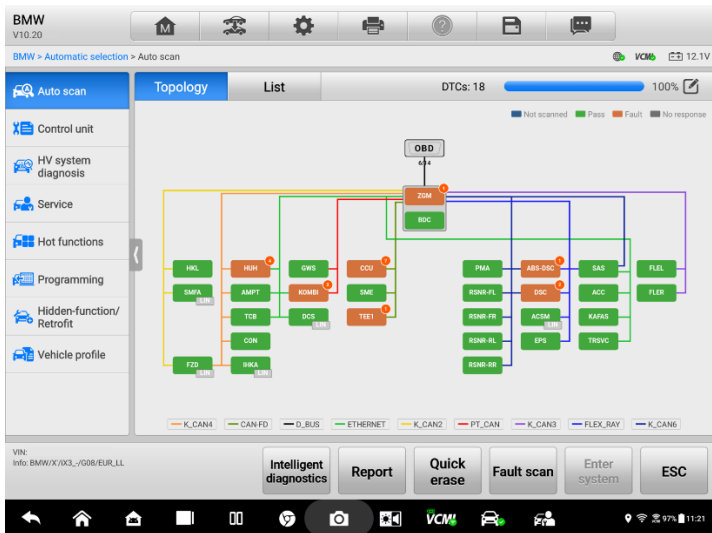 BMW
V10.20
BMW > Automatic selection > Auto scan
VCMI 12.1V
Auto scan
Control unit
HV system
diagnosis
Service
Hot functions
Programming
Hidden-function/
Retrofit
Vehicle profile
Topology List DTCs: 18 100%
Not scanned Pass Fault No response
OBD
6/14
ZGM
BDC
HKL HUH GWS CCU PMA ABS-DSC SAS FLEL
SMFA LIN AMPT KOMBI SME RSNR-FL DSC ACC FLER
TCB DCS LIN TEE1 RSNR-FR ACSM LIN KAFAS
CON RSNR-RL EPS TRSVC
FZD LIN IHKA LIN RSNR-RR
K_CAN4 CAN-FD D_BUS ETHERNET K_CAN2 PT_CAN K_CAN3 FLEX_RAY K_CAN6
VIN:
Info: BMW/X'/iX3_-/G08/EUR_LL
Intelligent
diagnostics
Report
Quick
erase
Fault scan
Enter
system
ESC
VCMI 97% 11:21